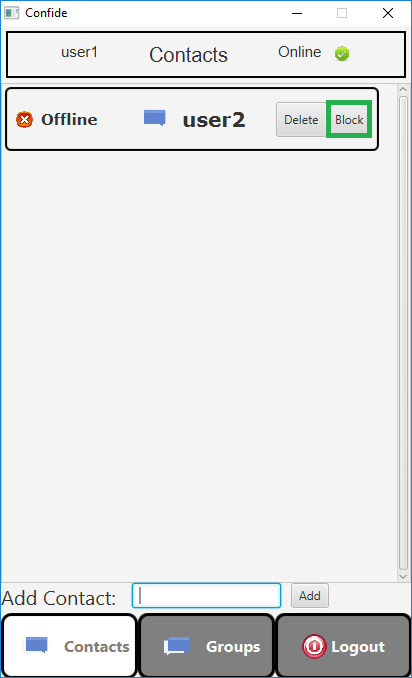 Confide
user1 Contacts Online
Offline user2 Delete Block
Add Contact: Add
Contacts Groups Logout